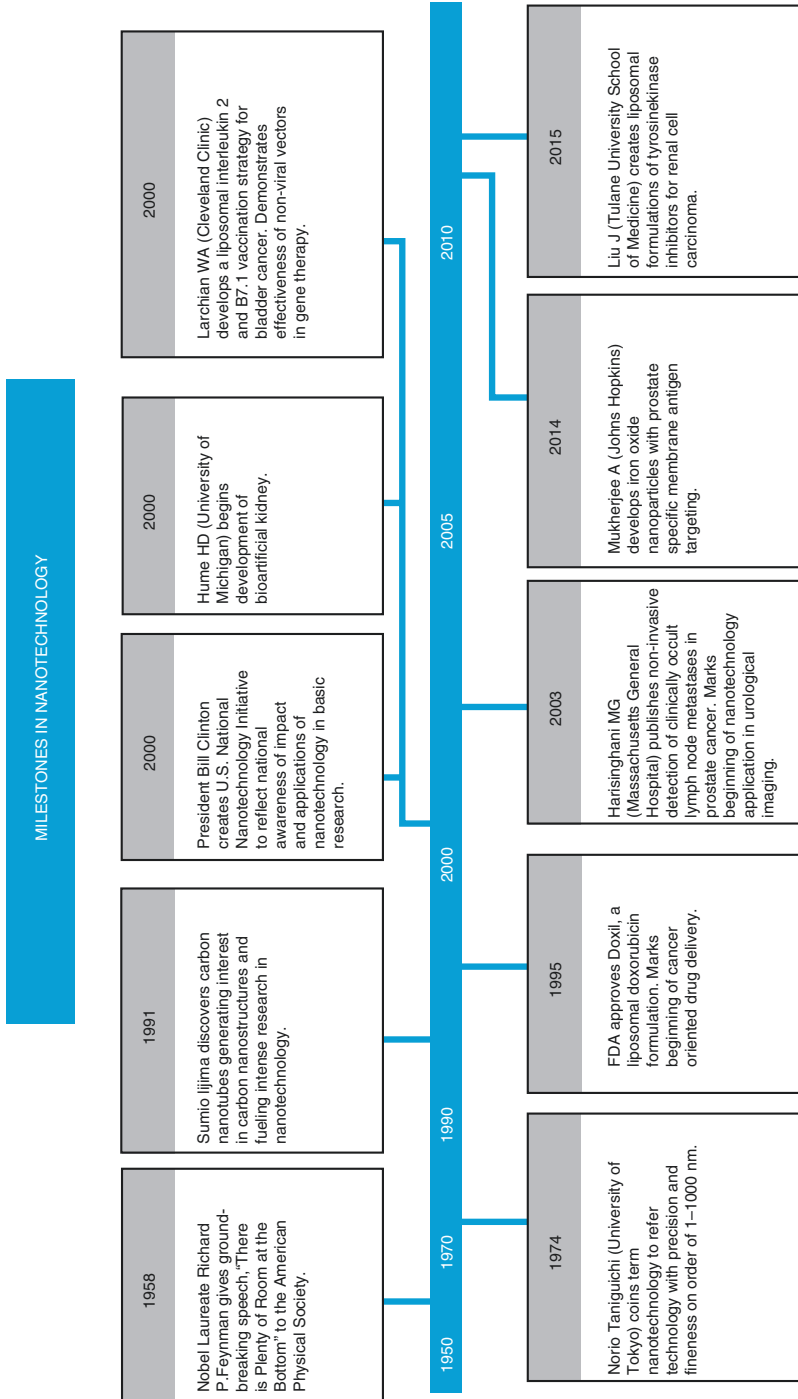 MILESTONES IN NANOTECHNOLOGY
1958
Nobel Laureate Richard
P.Feynman gives ground-
breaking speech,"There
is Plenty of Room at the
Bottom" to the American
Physical Society.
1991
Sumio Iijima discovers carbon
nanotubes generating interest
in carbon nanostructures and
fueling intense research in
nanotechnology.
2000
President Bill Clinton
creates U.S. National
Nanotechnology Initiative
to reflect national
awareness of impact
and applications of
nanotechnology in basic
research.
2000
Hume HD (University of
Michigan) begins
development of
bioartificial kidney.
2000
Larchian WA (Cleveland Clinic)
develops a liposomal interleukin 2
and B7.1 vaccination strategy for
bladder cancer. Demonstrates
effectiveness of non-viral vectors
in gene therapy.
1950 1970 1990 2000 2005 2010
1974
Norio Taniguichi (University of
Tokyo) coins term
nanotechnology to refer
technology with precision and
fineness on order of 1–1000 nm.
1995
FDA approves Doxil, a
liposomal doxorubicin
formulation. Marks
beginning of cancer
oriented drug delivery.
2003
Harisinghani MG
(Massachusetts General
Hospital) publishes non-invasive
detection of clinically occult
lymph node metastases in
prostate cancer. Marks
beginning of nanotechnology
application in urological
imaging.
2014
Mukherjee A (Johns Hopkins)
develops iron oxide
nanoparticles with prostate
specific membrane antigen
targeting.
2015
Liu J (Tulane University School
of Medicine) creates liposomal
formulations of tyrosinekinase
inhibitors for renal cell
carcinoma.